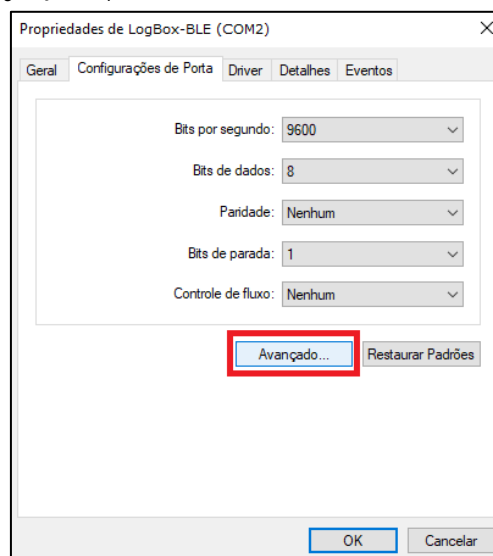 Propriedades de LogBox-BLE (COM2)
Geral Configurações de Porta Driver Detalhes Eventos
Bits por segundo: 9600
Bits de dados: 8
Paridade: Nenhum
Bits de parada: 1
Controle de fluxo: Nenhum
Avançado... Restaurar Padrões
OK Cancelar